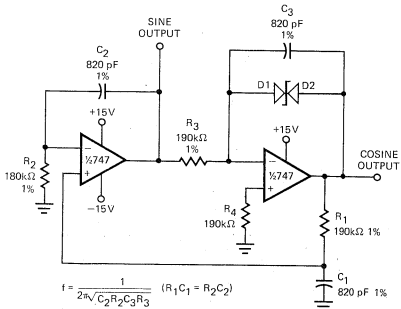 SINE
OUTPUT
C3
820 pF
1%
C2
820 pF
1%
D1
D2
+15V
R3
190kΩ
1%
+15V
COSINE
OUTPUT
R2
180kΩ
1%
−
½747
+
−
½747
+
−15V
R4
190kΩ
R1
190kΩ 1%
C1
820 pF 1%
f = 1 / 2π√C2R2C3R3 (R1C1 = R2C2)